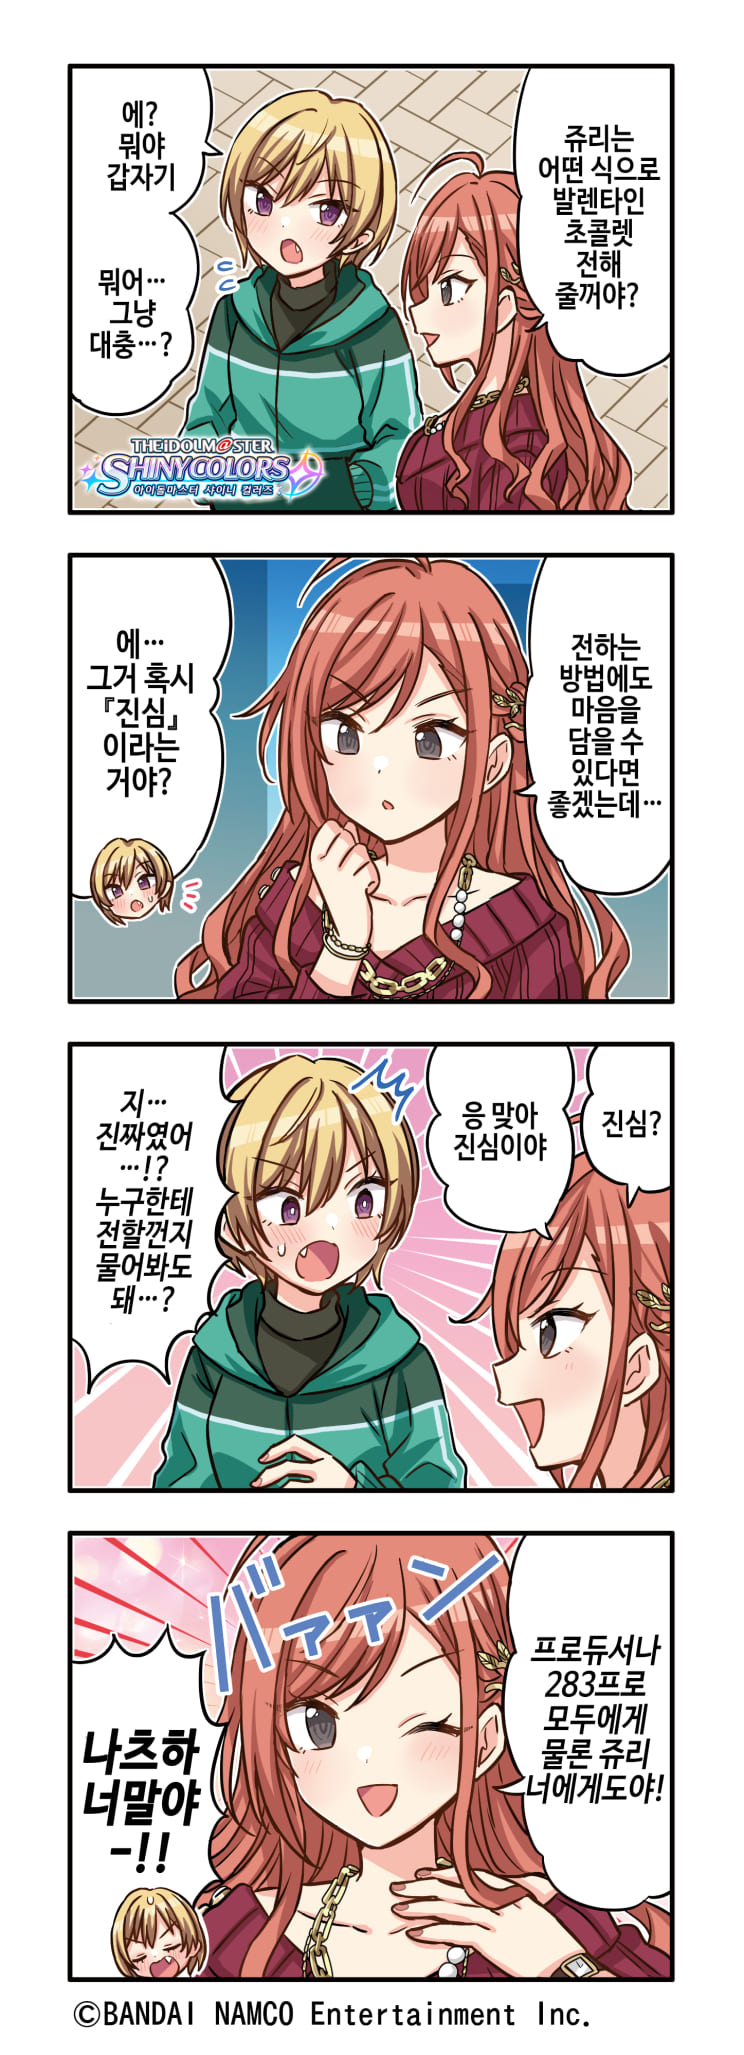 쥬리는
어떤 식으로
발렌타인
초콜렛
전해
줄꺼야?
에?
뭐야
갑자기
뭐어…
그냥
대충…?
THE IDOLM@STER
SHINY COLORS
아이돌마스터 샤이니 컬러즈
전하는
방법에도
마음을
담을 수
있다면
좋겠는데…
에…
그거 혹시
『진심』
이라는
거야?
진심?
응 맞아
진심이야
지…
진짜였어
…!?
누구한테
전할껀지
물어봐도
돼…?
バァァン
프로듀서나
283프로
모두에게
물론 쥬리
너에게도야!
나츠하
너말야
-!!
©BANDAI NAMCO Entertainment Inc.